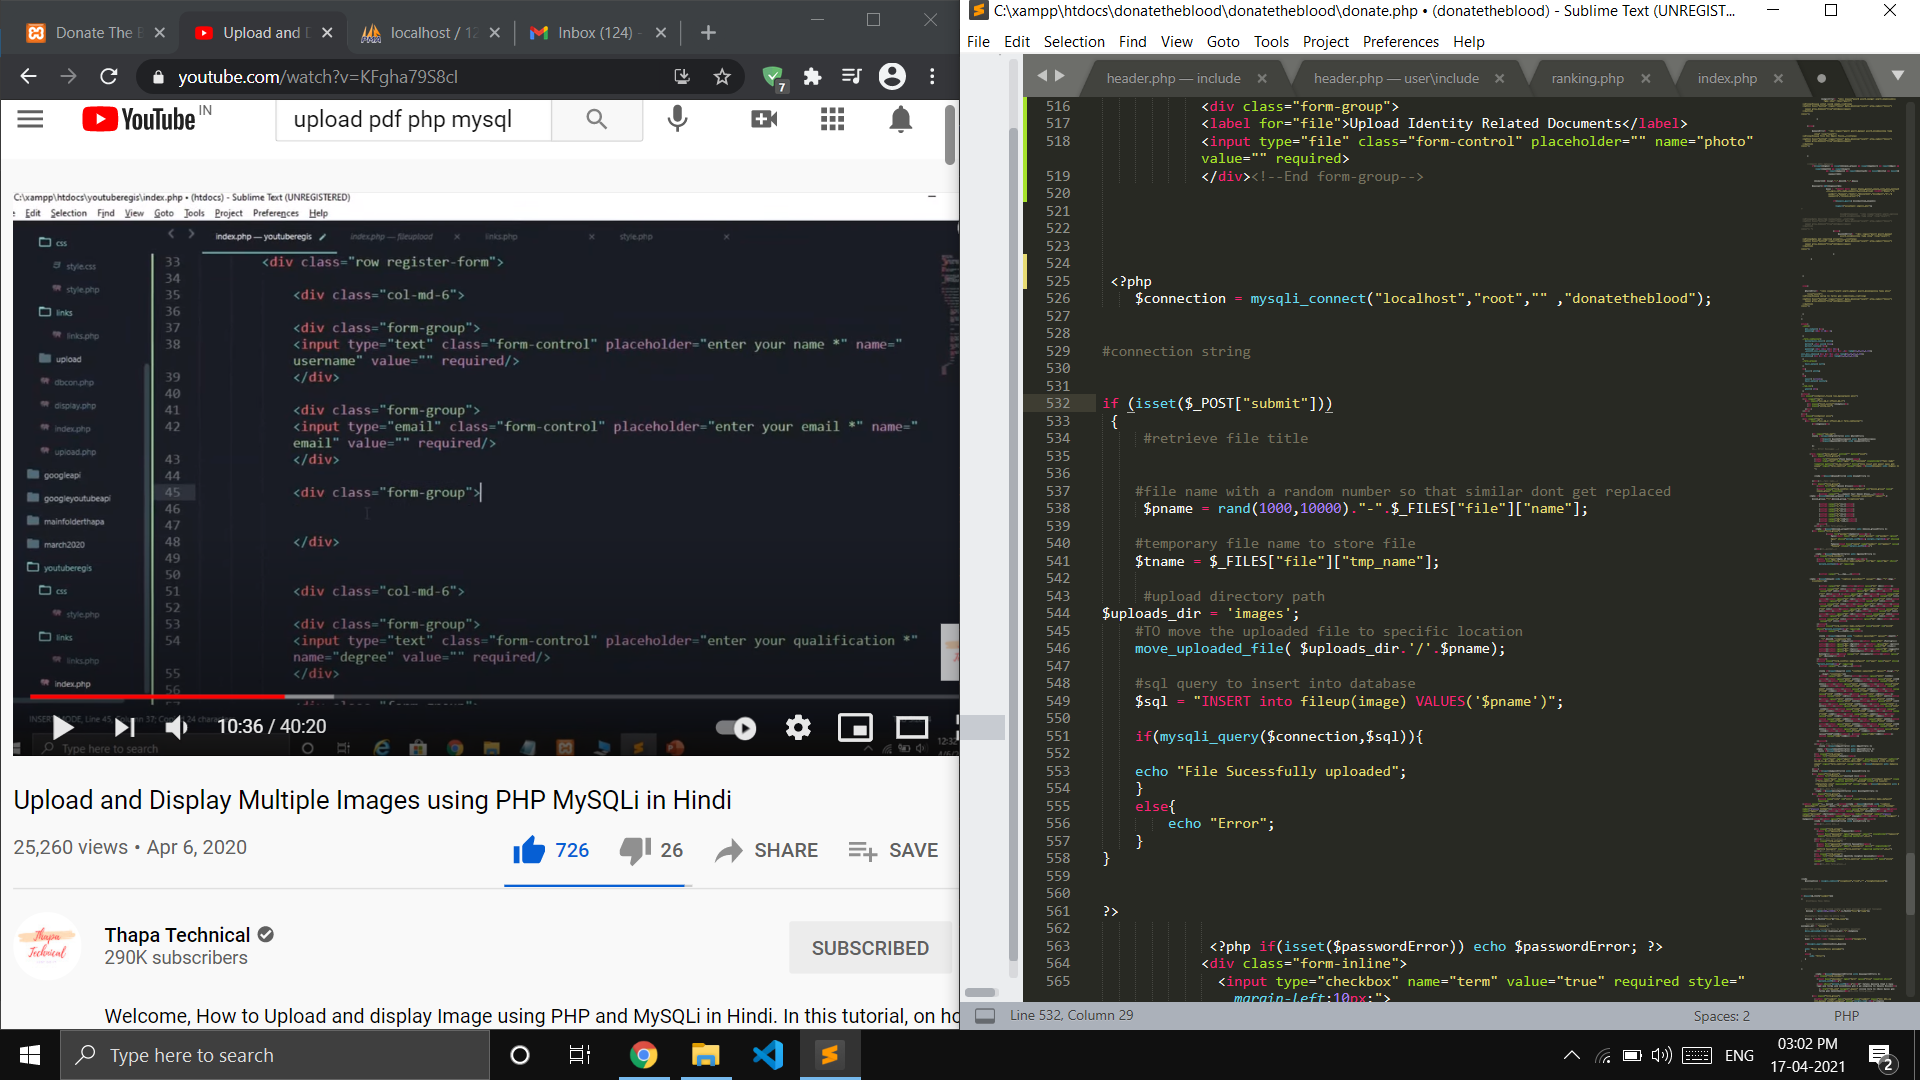 Donate The B
Upload and D
localhost / 12
Inbox (124) -
youtube.com/watch?v=KFgha79S8cI
7
YouTube IN
upload pdf php mysql
C:\xampp\htdocs\youtuberegis\index.php • (htdocs) - Sublime Text (UNREGISTERED)
Edit Selection Find View Goto Tools Project Preferences Help
index.php — youtuberegis
index.php — fileupload
links.php
style.php
css
style.css
style.php
links
links.php
upload
dbcon.php
display.php
index.php
upload.php
googleapi
googleyoutubeapi
mainfolderthapa
march2020
youtuberegis
css
style.php
links
links.php
index.php
33 <div class="row register-form">
34
35 <div class="col-md-6">
36
37 <div class="form-group">
38 <input type="text" class="form-control" placeholder="enter your name *" name="
username" value="" required/>
39 </div>
40
41 <div class="form-group">
42 <input type="email" class="form-control" placeholder="enter your email *" name="
email" value="" required/>
43 </div>
44
45 <div class="form-group">
46
47
48 </div>
49
50
51 <div class="col-md-6">
52
53 <div class="form-group">
54 <input type="text" class="form-control" placeholder="enter your qualification *"
name="degree" value="" required/>
55 </div>
56
10:36 / 40:20
Type here to search
Upload and Display Multiple Images using PHP MySQLi in Hindi
25,260 views • Apr 6, 2020
726
26
SHARE
SAVE
Thapa Technical
Thapa Technical
290K subscribers
SUBSCRIBED
Welcome, How to Upload and display Image using PHP and MySQLi in Hindi. In this tutorial, on ho
C:\xampp\htdocs\donatetheblood\donatetheblood\donate.php • (donatetheblood) - Sublime Text (UNREGIST...
File Edit Selection Find View Goto Tools Project Preferences Help
header.php — include
header.php — user\include
ranking.php
index.php
516 <div class="form-group">
517 <label for="file">Upload Identity Related Documents</label>
518 <input type="file" class="form-control" placeholder="" name="photo"
value="" required>
519 </div><!--End form-group-->
520
521
522
523
524
525 <?php
526 $connection = mysqli_connect("localhost","root","" ,"donatetheblood");
527
528
529 #connection string
530
531
532 if (isset($_POST["submit"]))
533 {
534 #retrieve file title
535
536
537 #file name with a random number so that similar dont get replaced
538 $pname = rand(1000,10000)."-".$_FILES["file"]["name"];
539
540 #temporary file name to store file
541 $tname = $_FILES["file"]["tmp_name"];
542
543 #upload directory path
544 $uploads_dir = 'images';
545 #TO move the uploaded file to specific location
546 move_uploaded_file( $uploads_dir.'/'.$pname);
547
548 #sql query to insert into database
549 $sql = "INSERT into fileup(image) VALUES('$pname')";
550
551 if(mysqli_query($connection,$sql)){
552
553 echo "File Sucessfully uploaded";
554 }
555 else{
556 echo "Error";
557 }
558 }
559
560
561 ?>
562
563 <?php if(isset($passwordError)) echo $passwordError; ?>
564 <div class="form-inline">
565 <input type="checkbox" name="term" value="true" required style="
margin-left:10px;">
Line 532, Column 29
Spaces: 2
PHP
Type here to search
ENG
03:02 PM
17-04-2021
2